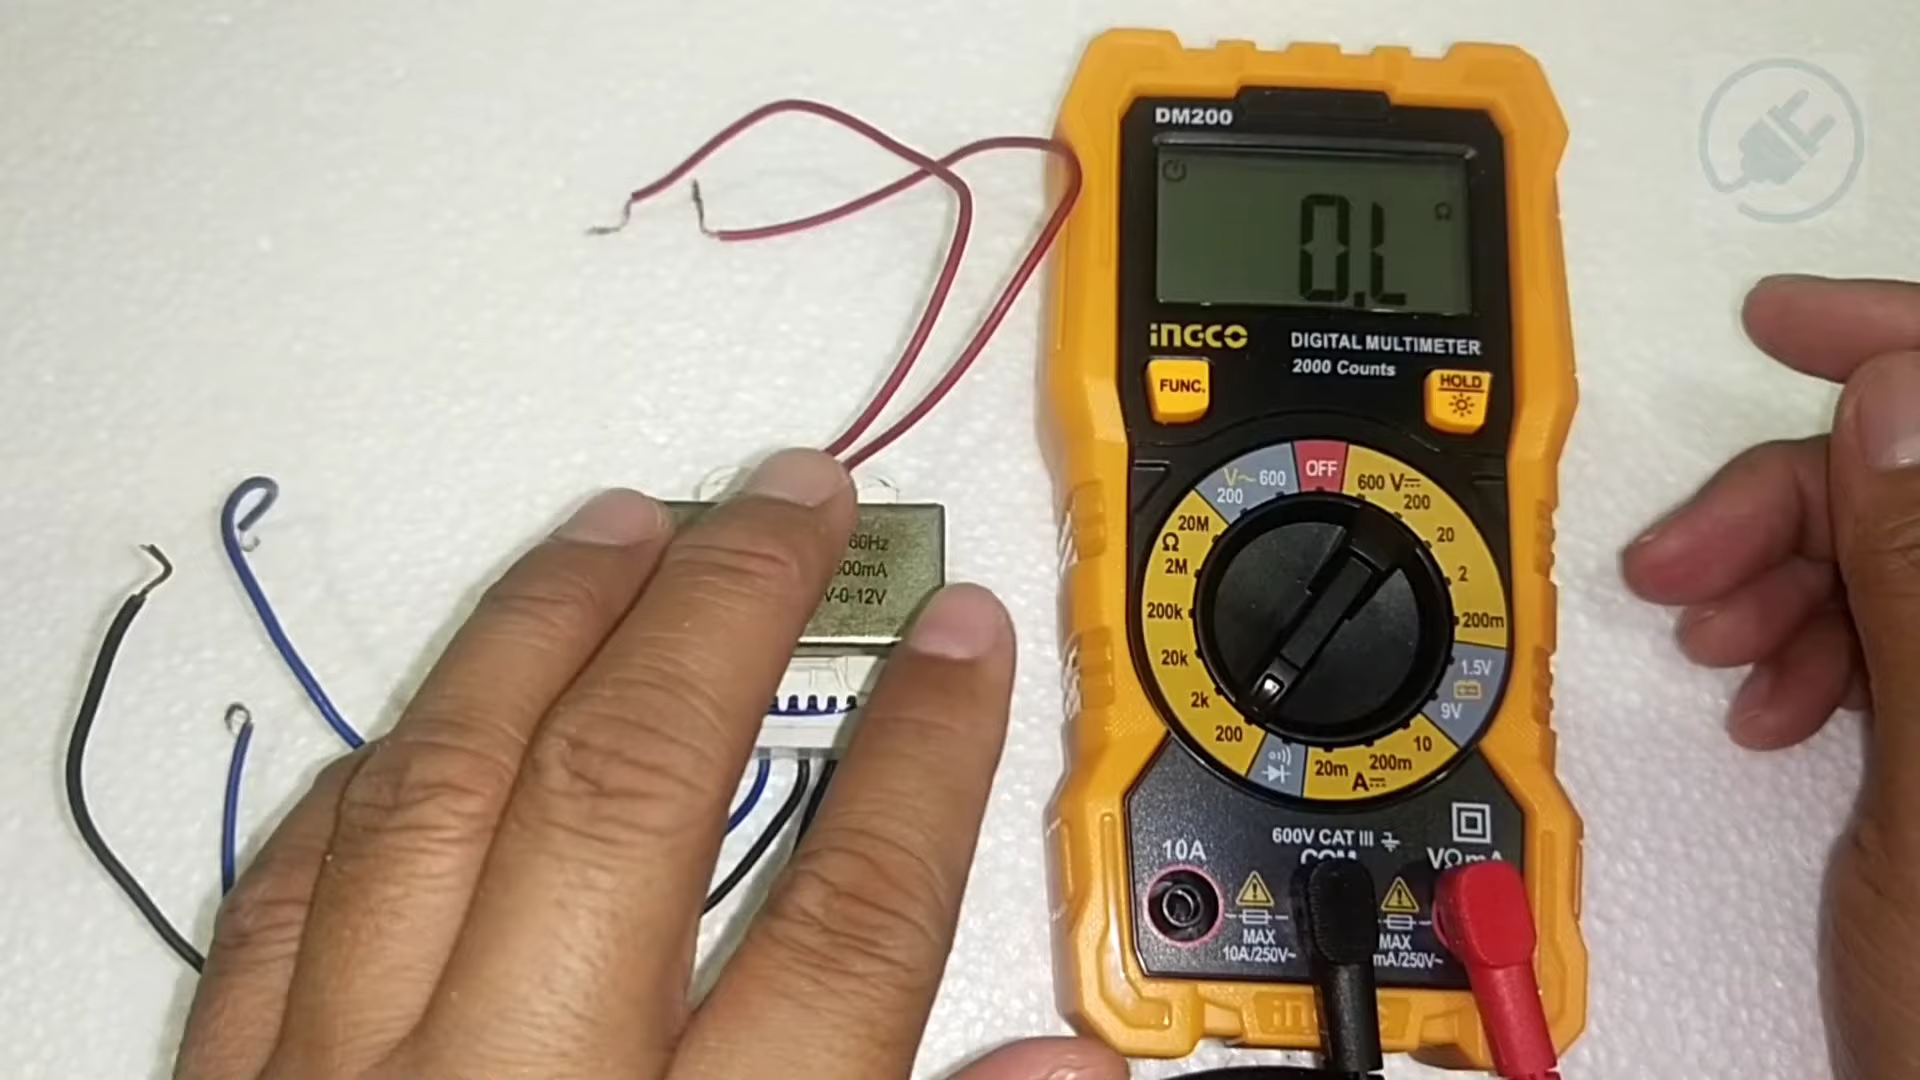 DM200
O.L
Ω
iNGCO
DIGITAL MULTIMETER
2000 Counts
FUNC.
HOLD
OFF
V~ 600
200
600 V
200
20
2
200m
20M
Ω
2M
200k
20k
2k
200
1.5V
9V
10
200m
20m
A
60Hz
V-0-12V
600V CAT III
10A
COM
VΩmA
MAX
10A/250V~
MAX
mA/250V~